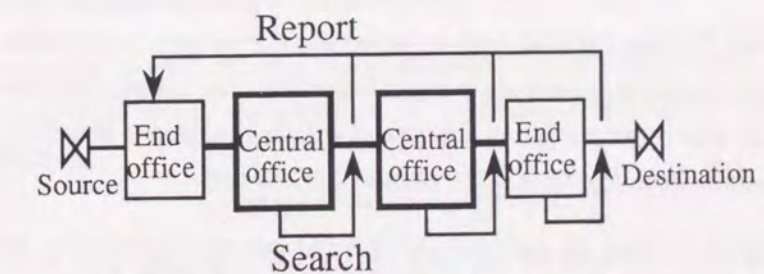 Report
Source
End
office
Central
office
Central
office
End
office
Destination
Search